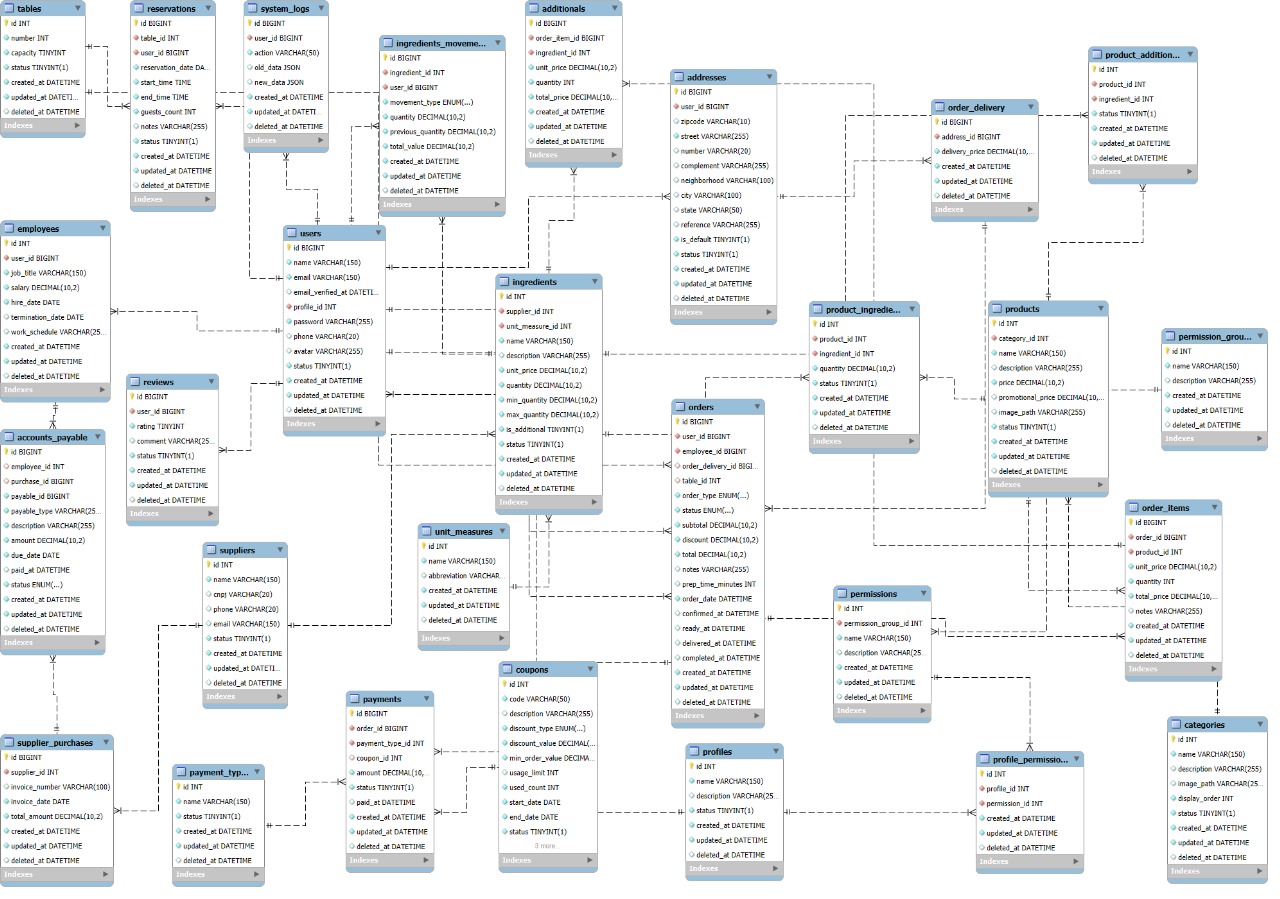 tables
id INT
number INT
capacity TINYINT
status TINYINT(1)
created_at DATETIME
updated_at DATETI...
deleted_at DATETIME
Indexes
reservations
id BIGINT
table_id INT
user_id BIGINT
reservation_date DA...
start_time TIME
end_time TIME
guests_count INT
notes VARCHAR(255)
status TINYINT(1)
created_at DATETIME
updated_at DATETIME
deleted_at DATETIME
Indexes
system_logs
id BIGINT
user_id BIGINT
action VARCHAR(50)
old_data JSON
new_data JSON
created_at DATETIME
updated_at DATETI...
deleted_at DATETIME
Indexes
ingredients_moveme...
id BIGINT
ingredient_id INT
user_id BIGINT
movement_type ENUM(...)
quantity DECIMAL(10,2)
previous_quantity DECIMAL(10,2)
total_value DECIMAL(10,2)
created_at DATETIME
updated_at DATETIME
deleted_at DATETIME
Indexes
additionals
id BIGINT
order_item_id BIGINT
ingredient_id INT
unit_price DECIMAL(10,2)
quantity INT
total_price DECIMAL(10,...
created_at DATETIME
updated_at DATETIME
deleted_at DATETIME
Indexes
addresses
id BIGINT
user_id BIGINT
zipcode VARCHAR(10)
street VARCHAR(255)
number VARCHAR(20)
complement VARCHAR(255)
neighborhood VARCHAR(100)
city VARCHAR(100)
state VARCHAR(50)
reference VARCHAR(255)
is_default TINYINT(1)
status TINYINT(1)
created_at DATETIME
updated_at DATETIME
deleted_at DATETIME
Indexes
order_delivery
id BIGINT
address_id BIGINT
delivery_price DECIMAL(10,...
created_at DATETIME
updated_at DATETIME
deleted_at DATETIME
Indexes
product_addition...
id INT
product_id INT
ingredient_id INT
status TINYINT(1)
created_at DATETIME
updated_at DATETIME
deleted_at DATETIME
Indexes
employees
id INT
user_id BIGINT
job_title VARCHAR(150)
salary DECIMAL(10,2)
hire_date DATE
termination_date DATE
work_schedule VARCHAR(25...
created_at DATETIME
updated_at DATETIME
deleted_at DATETIME
Indexes
users
id BIGINT
name VARCHAR(150)
email VARCHAR(150)
email_verified_at DATETI...
profile_id INT
password VARCHAR(255)
phone VARCHAR(20)
avatar VARCHAR(255)
status TINYINT(1)
created_at DATETIME
updated_at DATETIME
deleted_at DATETIME
Indexes
ingredients
id INT
supplier_id INT
unit_measure_id INT
name VARCHAR(150)
description VARCHAR(255)
unit_price DECIMAL(10,2)
quantity DECIMAL(10,2)
min_quantity DECIMAL(10,2)
max_quantity DECIMAL(10,2)
is_additional TINYINT(1)
status TINYINT(1)
created_at DATETIME
updated_at DATETIME
deleted_at DATETIME
Indexes
product_ingredie...
id INT
product_id INT
ingredient_id INT
quantity DECIMAL(10,2)
status TINYINT(1)
created_at DATETIME
updated_at DATETIME
deleted_at DATETIME
Indexes
products
id INT
category_id INT
name VARCHAR(150)
description VARCHAR(255)
price DECIMAL(10,2)
promotional_price DECIMAL(10,...
image_path VARCHAR(255)
status TINYINT(1)
created_at DATETIME
updated_at DATETIME
deleted_at DATETIME
Indexes
permission_grou...
id INT
name VARCHAR(150)
description VARCHAR(255)
created_at DATETIME
updated_at DATETIME
deleted_at DATETIME
Indexes
reviews
id BIGINT
user_id BIGINT
rating TINYINT
comment VARCHAR(25...
status TINYINT(1)
created_at DATETIME
updated_at DATETIME
deleted_at DATETIME
Indexes
orders
id BIGINT
user_id BIGINT
employee_id BIGINT
order_delivery_id BIGI...
table_id INT
order_type ENUM(...)
status ENUM(...)
subtotal DECIMAL(10,2)
discount DECIMAL(10,2)
total DECIMAL(10,2)
notes VARCHAR(255)
prep_time_minutes INT
order_date DATETIME
confirmed_at DATETIME
ready_at DATETIME
delivered_at DATETIME
completed_at DATETIME
created_at DATETIME
updated_at DATETIME
deleted_at DATETIME
Indexes
accounts_payable
id BIGINT
employee_id INT
purchase_id BIGINT
payable_id BIGINT
payable_type VARCHAR(25...
description VARCHAR(255)
amount DECIMAL(10,2)
due_date DATE
paid_at DATETIME
status ENUM(...)
created_at DATETIME
updated_at DATETIME
deleted_at DATETIME
Indexes
suppliers
id INT
name VARCHAR(150)
cnpj VARCHAR(20)
phone VARCHAR(20)
email VARCHAR(150)
status TINYINT(1)
created_at DATETIME
updated_at DATETI...
deleted_at DATETIME
Indexes
unit_measures
id INT
name VARCHAR(150)
abbreviation VARCHAR...
created_at DATETIME
updated_at DATETIME
deleted_at DATETIME
Indexes
order_items
id BIGINT
order_id BIGINT
product_id INT
unit_price DECIMAL(10,2)
quantity INT
total_price DECIMAL(10,...
notes VARCHAR(255)
created_at DATETIME
updated_at DATETIME
deleted_at DATETIME
Indexes
permissions
id INT
permission_group_id INT
name VARCHAR(150)
description VARCHAR(25...
created_at DATETIME
updated_at DATETIME
deleted_at DATETIME
Indexes
coupons
id INT
code VARCHAR(50)
description VARCHAR(255)
discount_type ENUM(...)
discount_value DECIMAL(...
min_order_value DECIMA...
usage_limit INT
used_count INT
start_date DATE
end_date DATE
status TINYINT(1)
3 more...
Indexes
payments
id BIGINT
order_id BIGINT
payment_type_id INT
coupon_id INT
amount DECIMAL(10,...
status TINYINT(1)
paid_at DATETIME
created_at DATETIME
updated_at DATETIME
deleted_at DATETIME
Indexes
supplier_purchases
id BIGINT
supplier_id INT
invoice_number VARCHAR(100)
invoice_date DATE
total_amount DECIMAL(10,2)
created_at DATETIME
updated_at DATETIME
deleted_at DATETIME
Indexes
payment_typ...
id INT
name VARCHAR(150)
status TINYINT(1)
created_at DATETIME
updated_at DATETIME
deleted_at DATETIME
Indexes
profiles
id INT
name VARCHAR(150)
description VARCHAR(25...
status TINYINT(1)
created_at DATETIME
updated_at DATETIME
deleted_at DATETIME
Indexes
profile_permissio...
id INT
profile_id INT
permission_id INT
created_at DATETIME
updated_at DATETIME
deleted_at DATETIME
Indexes
categories
id INT
name VARCHAR(150)
description VARCHAR(255)
image_path VARCHAR(25...
display_order INT
status TINYINT(1)
created_at DATETIME
updated_at DATETIME
deleted_at DATETIME
Indexes